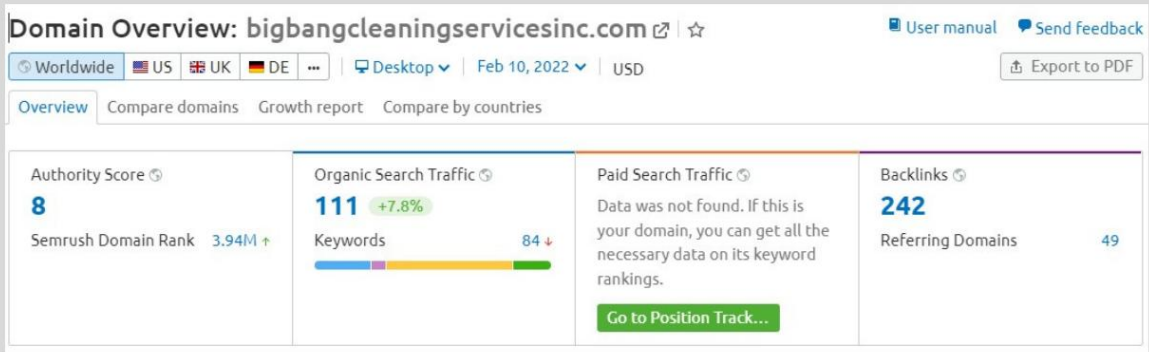 Domain Overview: bigbangcleaningservicesinc.com
User manual
Send feedback
Worldwide
US
UK
DE
...
Desktop
Feb 10, 2022
USD
Export to PDF
Overview
Compare domains
Growth report
Compare by countries
Authority Score
8
Semrush Domain Rank 3.94M ↑
Organic Search Traffic
111 +7.8%
Keywords 84 ↓
Paid Search Traffic
Data was not found. If this is
your domain, you can get all the
necessary data on its keyword
rankings.
Go to Position Track...
Backlinks
242
Referring Domains 49